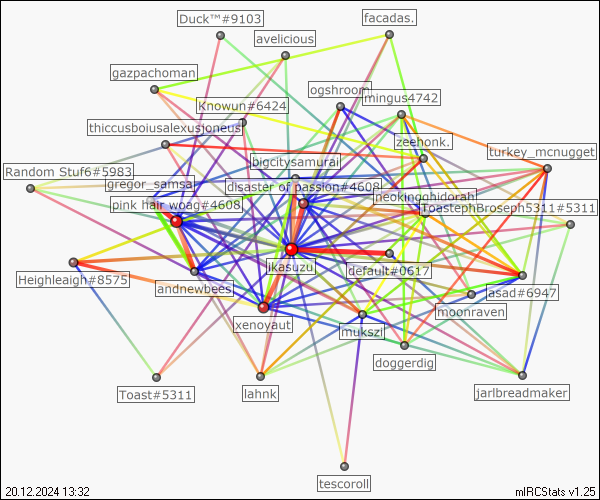 Duck™#9103
facadas.
avelicious
gazpachoman
ogshroom
mingus4742
Knowun#6424
thiccusboiusalexusjoneus
zeehonk.
turkey_mcnugget
bigcitysamurai
Random Stuf6#5983
gregor_samsa
disaster of passion#4608
neokingghidorah
pink hair woag#4608
ToastephBroseph5311#5311
ikasuzu
default#0617
Heighleaigh#8575
andnewbees
asad#6947
moonraven
xenoyaut
mukszi
doggerdig
Toast#5311
lahnk
jarlbreadmaker
tescoroll
20.12.2024 13:32
mIRCStats v1.25